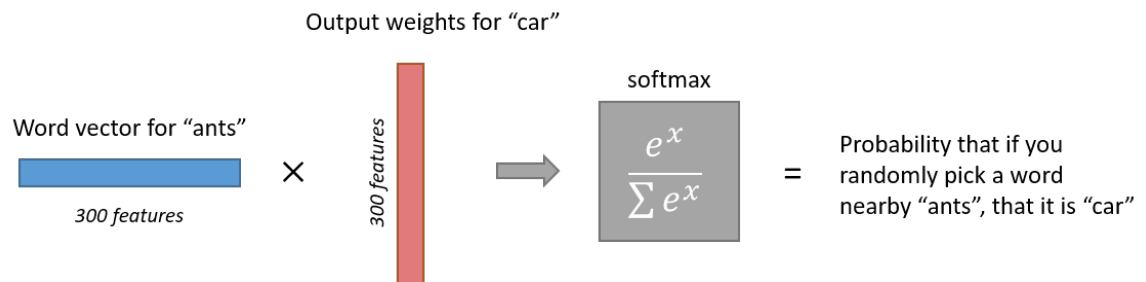 Output weights for “car”
softmax
Word vector for “ants”
300 features
×
300 features
e^x
∑ e^x
=
Probability that if you
randomly pick a word
nearby “ants”, that it is “car”